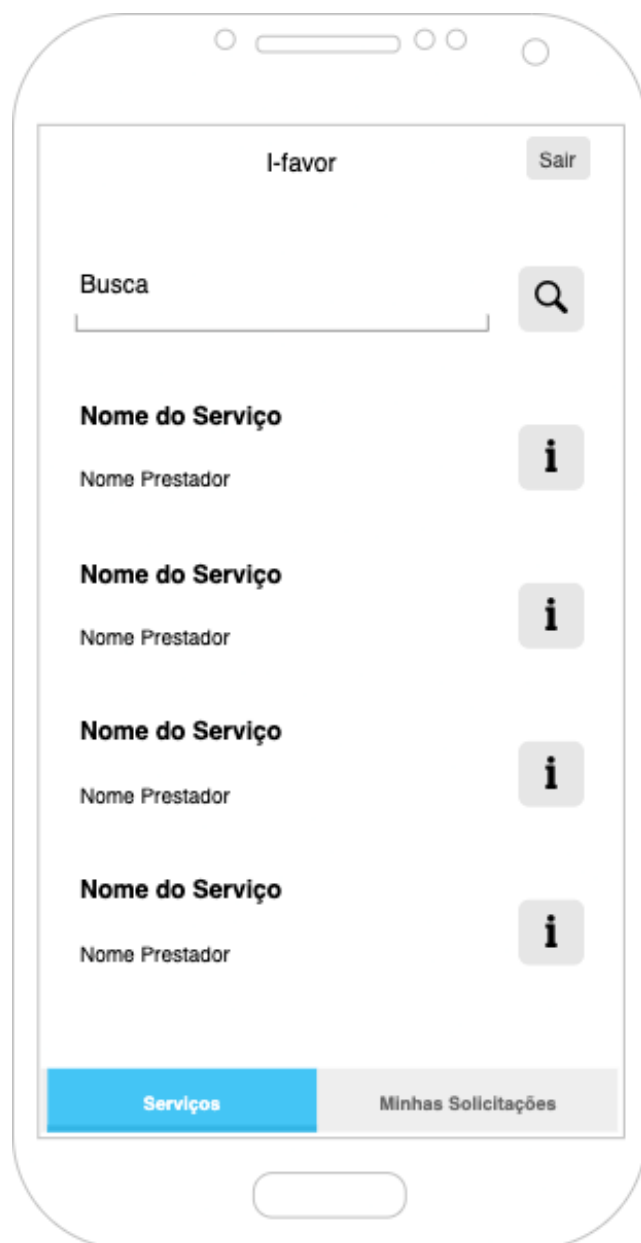 I-favor
Sair
Busca
Nome do Serviço
Nome Prestador
i
Nome do Serviço
Nome Prestador
i
Nome do Serviço
Nome Prestador
i
Nome do Serviço
Nome Prestador
i
Serviços
Minhas Solicitações